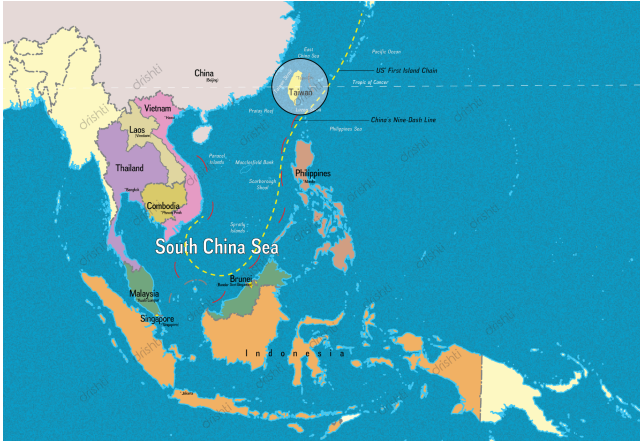 East
China Sea
Pacific Ocean
US' First Island Chain
China
Beijing
Tropic of Cancer
Taiwan
Vietnam
Hanoi
Pratas Reef
China's Nine-Dash Line
Philippines Sea
Laos
Vientiane
Paracel
islands
Macclesfield Bank
Thailand
Scarborough
Shoal
Philippines
Manila
Bangkok
Combodia
Phnom Penh
Spratly
Islands
South China Sea
Brunei
Bandar Seri Begawan
Malaysia
Kuala Lumpur
Singapore
Singapore
Indonesia
Jakarta
drishti